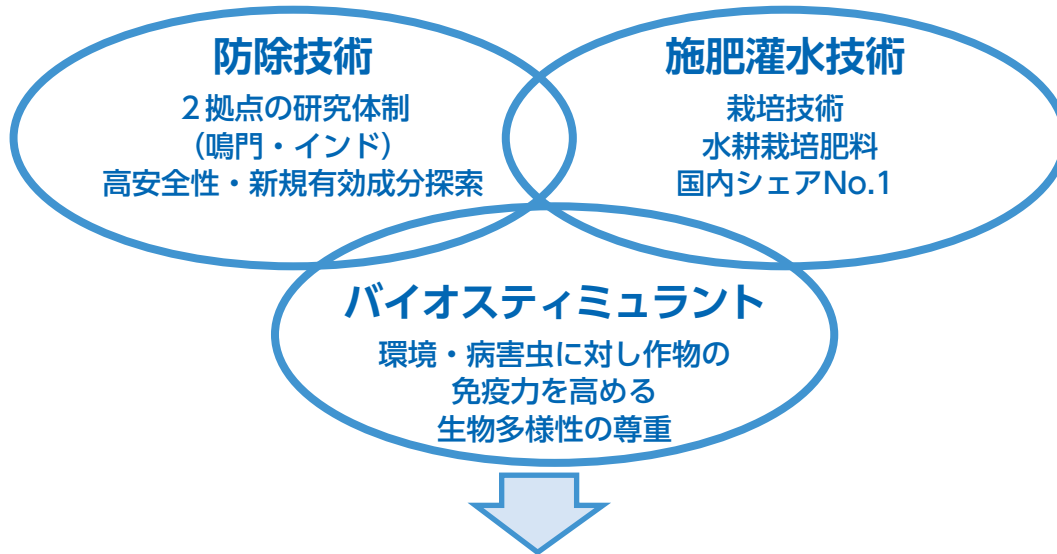 防除技術
２拠点の研究体制
（鳴門・インド）
高安全性・新規有効成分探索
施肥灌水技術
栽培技術
水耕栽培肥料
国内シェアNo.1
バイオスティミュラント
環境・病害虫に対し作物の
免疫力を高める
生物多様性の尊重